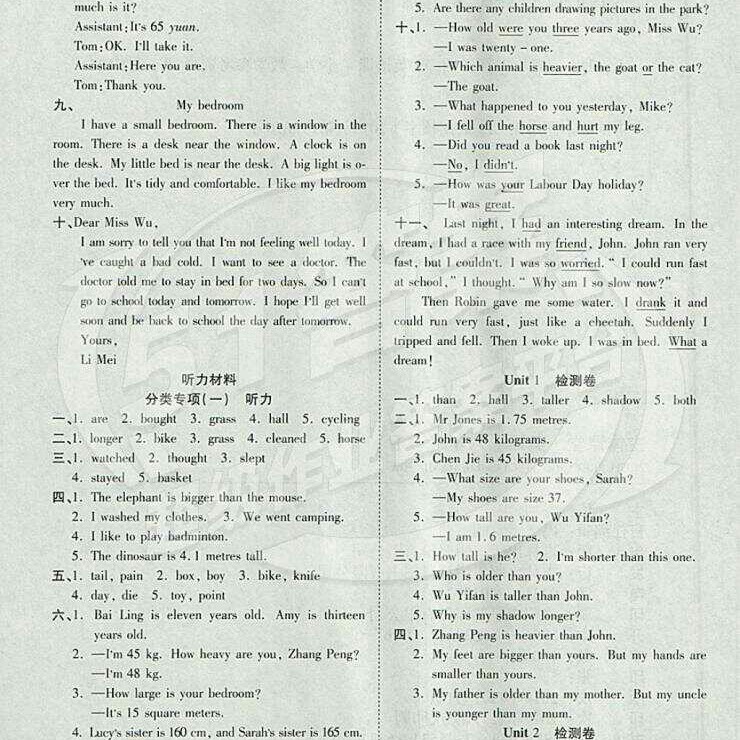 much is it?
Assistant:It's 65 yuan.
Tom:OK. I'll take it.
Assistant:Here you are.
Tom:Thank you.
九、 My bedroom
I have a small bedroom. There is a window in the
room. There is a desk near the window. A clock is on
the desk. My little bed is near the desk. A big light is o-
ver the bed. It's tidy and comfortable. I like my bedroom
very much.
十、Dear Miss Wu,
I am sorry to tell you that I'm not feeling well today. I
've caught a bad cold. I want to see a doctor. The
doctor told me to stay in bed for two days. So I can't
go to school today and tomorrow. I hope I'll get well
soon and be back to school the day after tomorrow.
Yours,
Li Mei
听力材料
分类专项(一) 听力
一、1. are 2. bought 3. grass 4. hall 5. cycling
二、1. longer 2. bike 3. grass 4. cleaned 5. horse
三、1. watched 2. thought 3. slept
4. stayed 5. basket
四、1. The elephant is bigger than the mouse.
2. I washed my clothes. 3. We went camping.
4. I like to play badminton.
5. The dinosaur is 4.1 metres tall.
五、1. tail, pain 2. box, boy 3. bike, knife
4. day, die 5. toy, point
六、1. Bai Ling is eleven years old. Amy is thirteen
years old.
2. —I'm 45 kg. How heavy are you, Zhang Peng?
—I'm 48 kg.
3. —How large is your bedroom?
—It's 15 square meters.
4. Lucy's sister is 160 cm, and Sarah's sister is 165 cm.
5. Are there any children drawing pictures in the park?
十、1. —How old were you three years ago, Miss Wu?
—I was twenty - one.
2. —Which animal is heavier, the goat or the cat?
—The goat.
3. —What happened to you yesterday, Mike?
—I fell off the horse and hurt my leg.
4. —Did you read a book last night?
—No, I didn't.
5. —How was your Labour Day holiday?
—It was great.
十一、 Last night, I had an interesting dream. In the
dream, I had a race with my friend, John. John ran very
fast, but I couldn't. I was so worried. "I could run fast
at school," I thought. "Why am I so slow now?"
Then Robin gave me some water. I drank it and
could run very fast, just like a cheetah. Suddenly I
tripped and fell. Then I woke up. I was in bed. What a
dream!
Unit 1 检测卷
一、1. than 2. hall 3. taller 4. shadow 5. both
二、1. Mr Jones is 1.75 metres.
2. John is 48 kilograms.
3. Chen Jie is 45 kilograms.
4. —What size are your shoes, Sarah?
—My shoes are size 37.
5. —How tall are you, Wu Yifan?
—I am 1.6 metres.
三、1. How tall is he? 2. I'm shorter than this one.
3. Who is older than you?
4. Wu Yifan is taller than John.
5. Why is my shadow longer?
四、1. Zhang Peng is heavier than John.
2. My feet are bigger than yours. But my hands are
smaller than yours.
3. My father is older than my mother. But my uncle
is younger than my mum.
Unit 2 检测卷